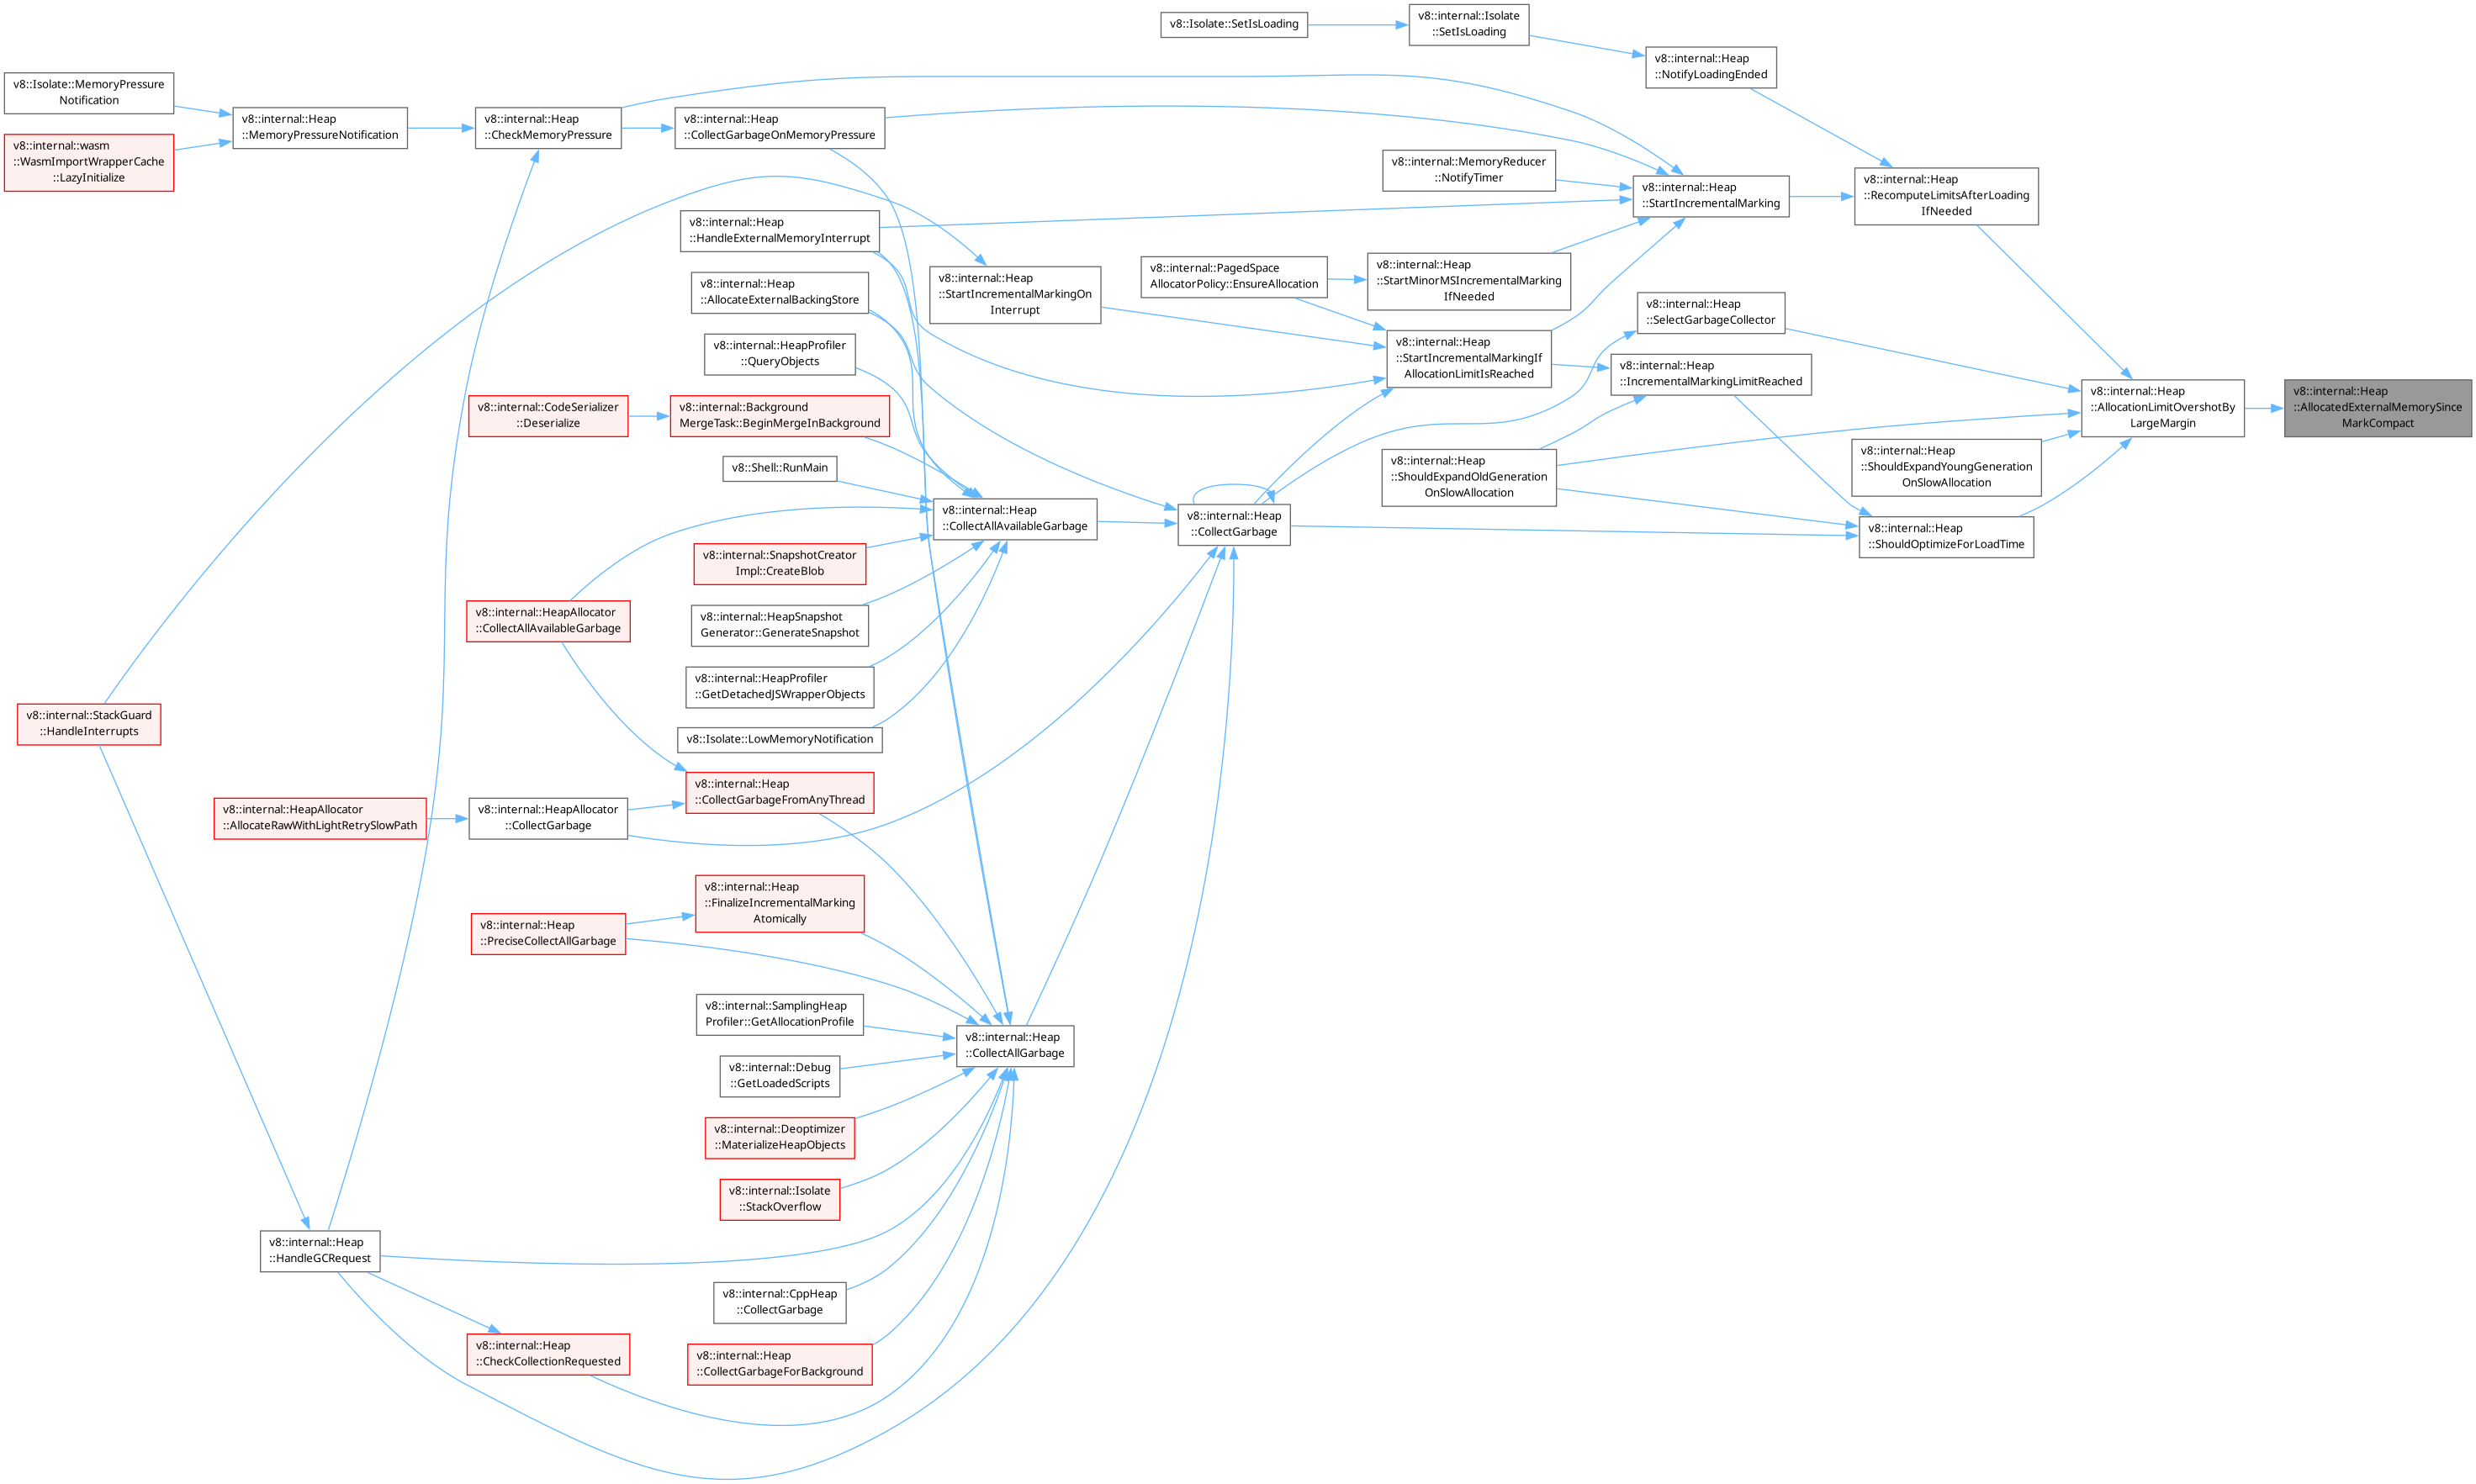 v8::Isolate::SetIsLoading
v8::internal::Isolate
::SetIsLoading
v8::internal::Heap
::NotifyLoadingEnded
v8::Isolate::MemoryPressure
Notification
v8::internal::Heap
::MemoryPressureNotification
v8::internal::Heap
::CheckMemoryPressure
v8::internal::Heap
::CollectGarbageOnMemoryPressure
v8::internal::wasm
::WasmImportWrapperCache
::LazyInitialize
v8::internal::MemoryReducer
::NotifyTimer
v8::internal::Heap
::StartIncrementalMarking
v8::internal::Heap
::RecomputeLimitsAfterLoading
IfNeeded
v8::internal::Heap
::HandleExternalMemoryInterrupt
v8::internal::Heap
::StartIncrementalMarkingOn
Interrupt
v8::internal::PagedSpace
AllocatorPolicy::EnsureAllocation
v8::internal::Heap
::StartMinorMSIncrementalMarking
IfNeeded
v8::internal::Heap
::AllocateExternalBackingStore
v8::internal::Heap
::SelectGarbageCollector
v8::internal::HeapProfiler
::QueryObjects
v8::internal::Heap
::StartIncrementalMarkingIf
AllocationLimitIsReached
v8::internal::Heap
::IncrementalMarkingLimitReached
v8::internal::Heap
::AllocationLimitOvershotBy
LargeMargin
v8::internal::Heap
::AllocatedExternalMemorySince
MarkCompact
v8::internal::CodeSerializer
::Deserialize
v8::internal::Background
MergeTask::BeginMergeInBackground
v8::Shell::RunMain
v8::internal::Heap
::ShouldExpandOldGeneration
OnSlowAllocation
v8::internal::Heap
::ShouldExpandYoungGeneration
OnSlowAllocation
v8::internal::Heap
::CollectAllAvailableGarbage
v8::internal::Heap
::CollectGarbage
v8::internal::Heap
::ShouldOptimizeForLoadTime
v8::internal::SnapshotCreator
Impl::CreateBlob
v8::internal::HeapAllocator
::CollectAllAvailableGarbage
v8::internal::HeapSnapshot
Generator::GenerateSnapshot
v8::internal::HeapProfiler
::GetDetachedJSWrapperObjects
v8::internal::StackGuard
::HandleInterrupts
v8::Isolate::LowMemoryNotification
v8::internal::Heap
::CollectGarbageFromAnyThread
v8::internal::HeapAllocator
::AllocateRawWithLightRetrySlowPath
v8::internal::HeapAllocator
::CollectGarbage
v8::internal::Heap
::FinalizeIncrementalMarking
Atomically
v8::internal::Heap
::PreciseCollectAllGarbage
v8::internal::SamplingHeap
Profiler::GetAllocationProfile
v8::internal::Heap
::CollectAllGarbage
v8::internal::Debug
::GetLoadedScripts
v8::internal::Deoptimizer
::MaterializeHeapObjects
v8::internal::Isolate
::StackOverflow
v8::internal::Heap
::HandleGCRequest
v8::internal::CppHeap
::CollectGarbage
v8::internal::Heap
::CheckCollectionRequested
v8::internal::Heap
::CollectGarbageForBackground